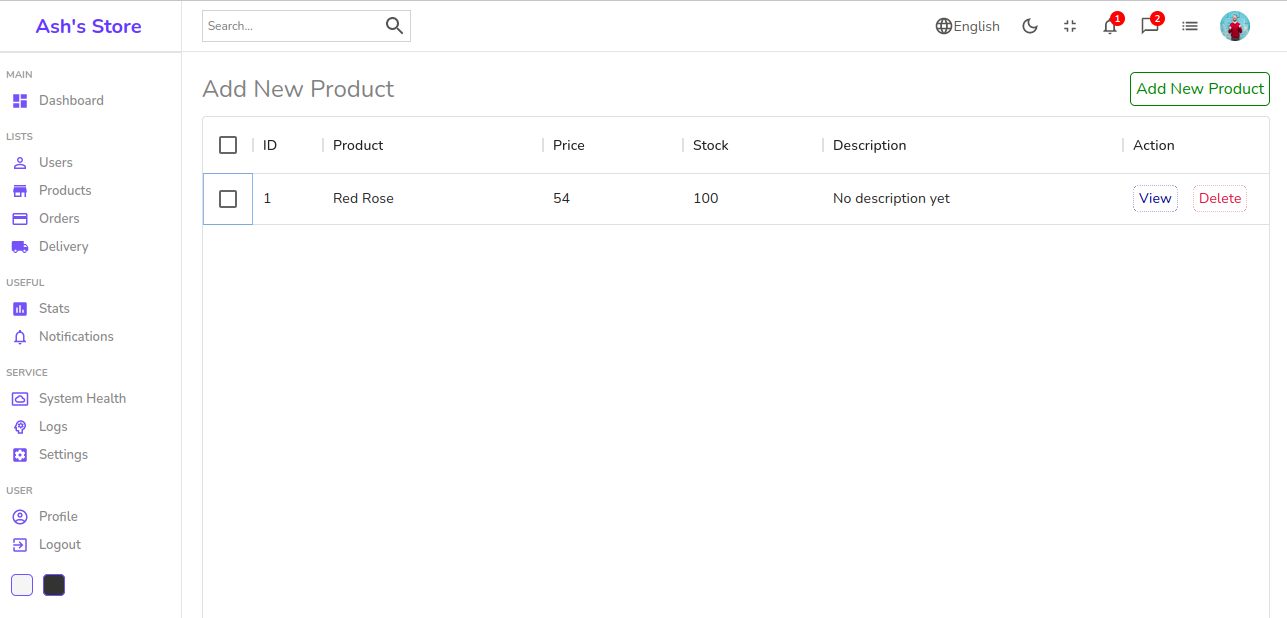 Ash's Store
Search...
English
1
2
MAIN
Dashboard
LISTS
Users
Products
Orders
Delivery
USEFUL
Stats
Notifications
SERVICE
System Health
Logs
Settings
USER
Profile
Logout
Add New Product
Add New Product
ID Product Price Stock Description Action
1 Red Rose 54 100 No description yet View Delete